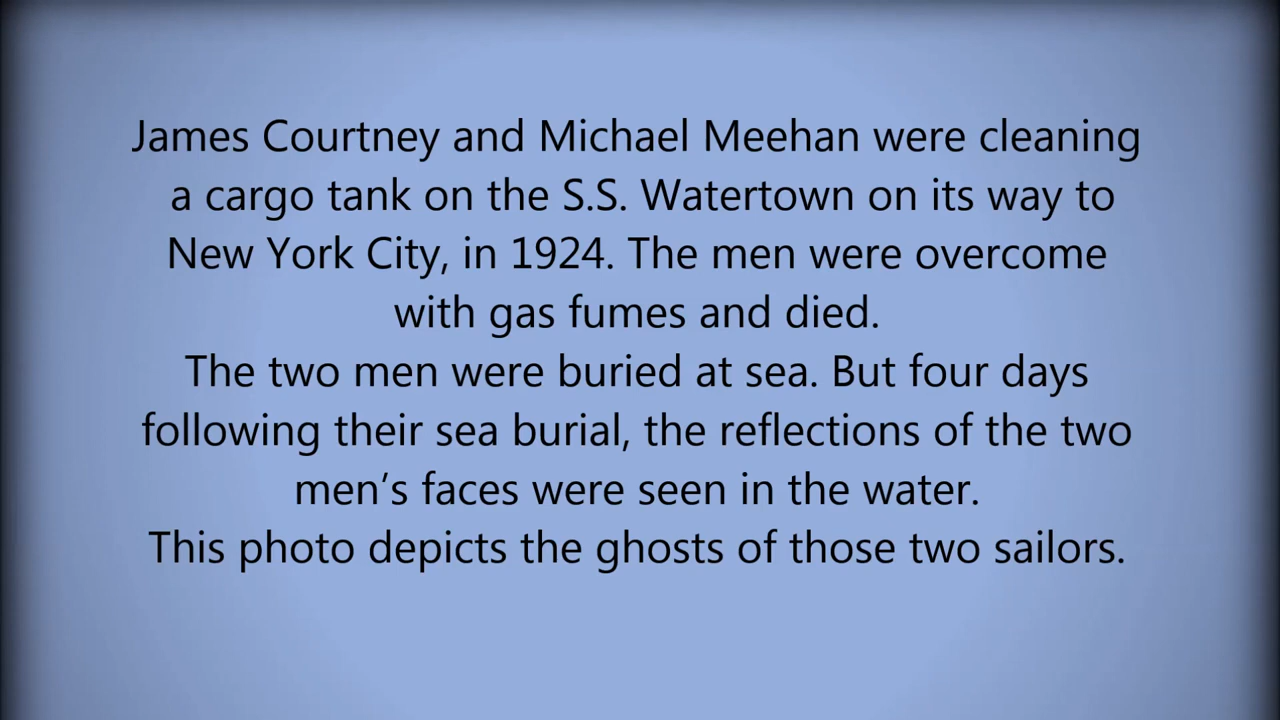 James Courtney and Michael Meehan were cleaning
a cargo tank on the S.S. Watertown on its way to
New York City, in 1924. The men were overcome
with gas fumes and died.
The two men were buried at sea. But four days
following their sea burial, the reflections of the two
men’s faces were seen in the water.
This photo depicts the ghosts of those two sailors.